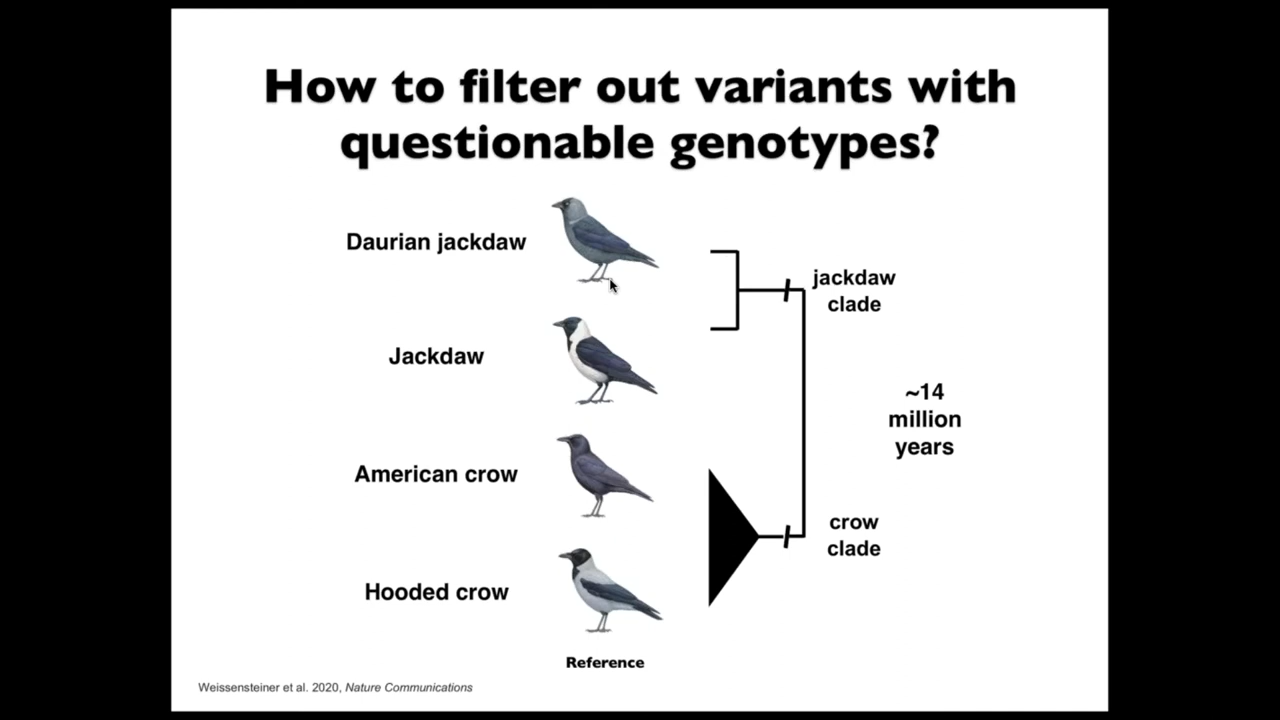 How to filter out variants with
questionable genotypes?
Daurian jackdaw
jackdaw
clade
Jackdaw
~14
million
years
American crow
crow
clade
Hooded crow
Reference
Weissensteiner et al. 2020, Nature Communications